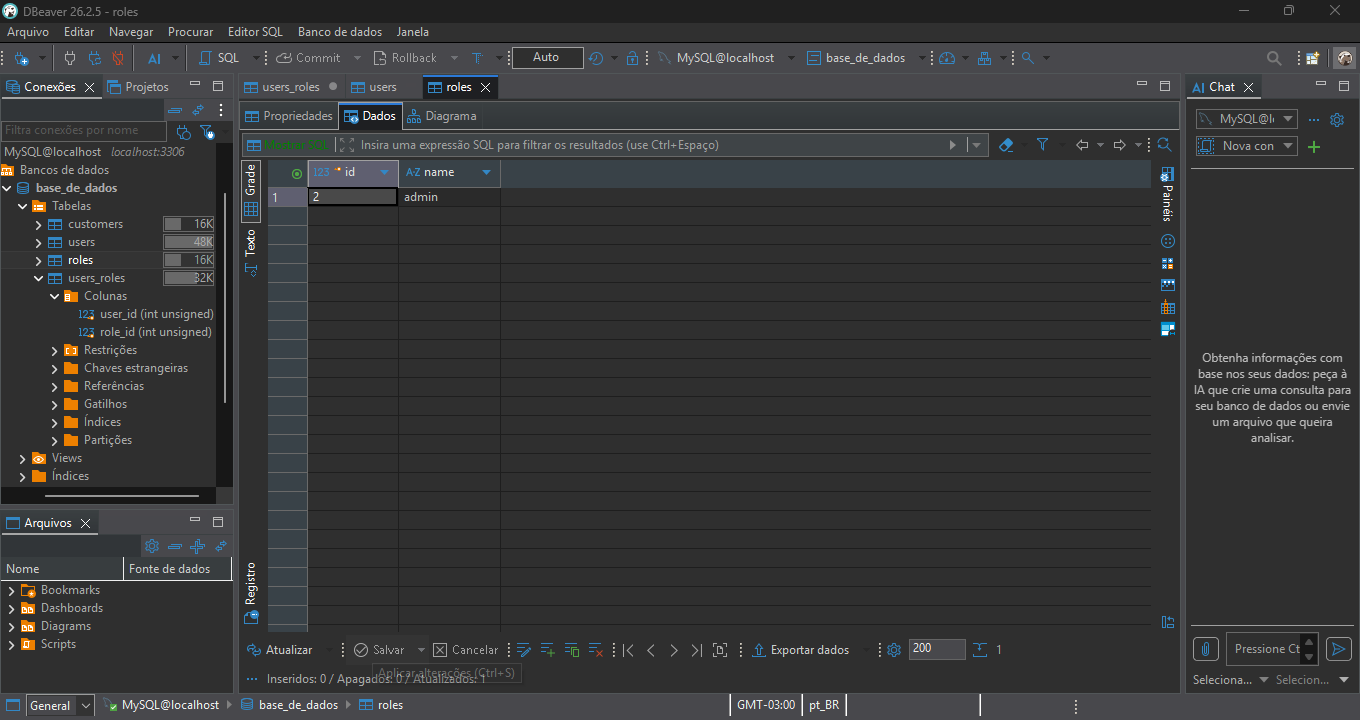 DBeaver 26.2.5 - roles
Arquivo Editar Navegar Procurar Editor SQL Banco de dados Janela
AI SQL Commit Rollback T Auto MySQL@localhost base_de_dados
Conexões Projetos
users_roles users roles
AI Chat
Propriedades Dados Diagrama
Filtra conexões por nome
Mostrar SQL Insira uma expressão SQL para filtrar os resultados (use Ctrl+Espaço)
MySQL@l
Nova con
MySQL@localhost localhost:3306
Bancos de dados
base_de_dados
Tabelas
customers 16K
users 48K
roles 16K
users_roles 32K
Colunas
123 user_id (int unsigned)
123 role_id (int unsigned)
Restrições
Chaves estrangeiras
Referências
Gatilhos
Índices
Partições
Views
Índices
Grade
Texto
Registro
123 id A-Z name
1 2 admin
Painéis
Obtenha informações com
base nos seus dados: peça à
IA que crie uma consulta para
seu banco de dados ou envie
um arquivo que queira
analisar.
Arquivos
Nome Fonte de dados
Bookmarks
Dashboards
Diagrams
Scripts
Atualizar Salvar Cancelar Exportar dados 200 1
Aplicar alterações (Ctrl+S)
Inseridos: 0 / Apagados: 0 / Atualizados: 1
Pressione Ct
Seleciona... Selecion...
General MySQL@localhost base_de_dados roles GMT-03:00 pt_BR